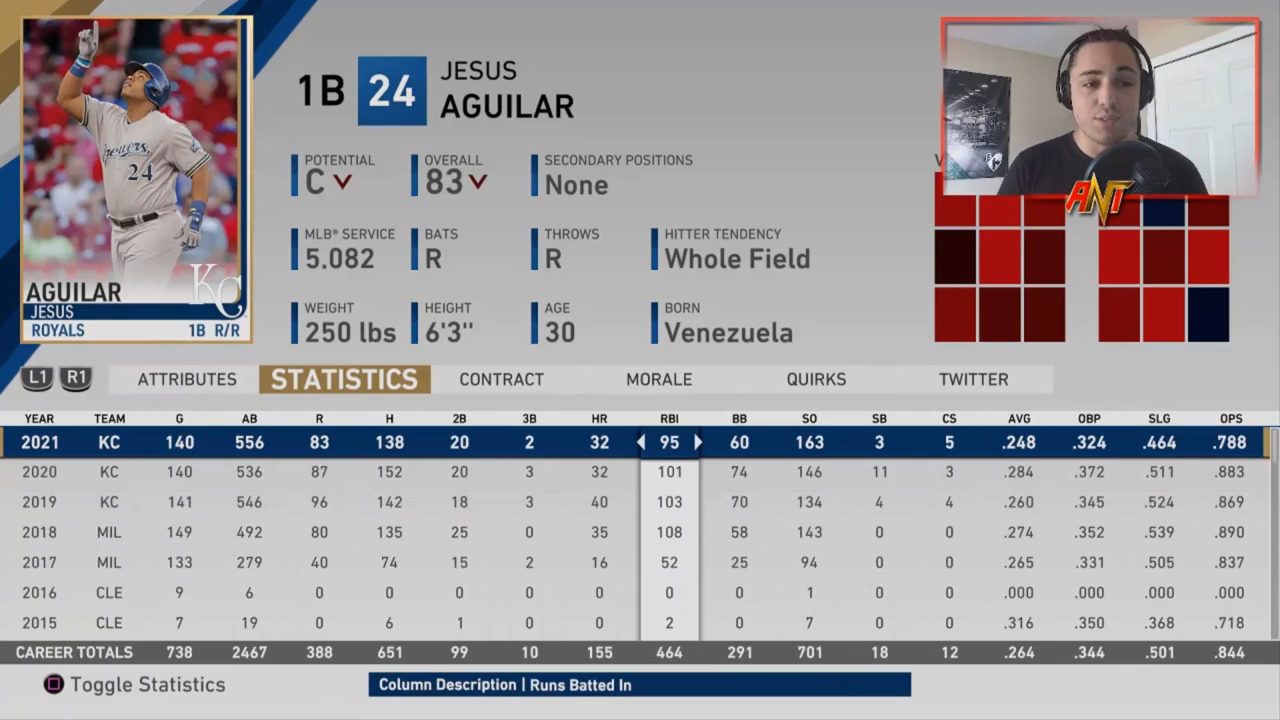 1B 24 JESUS AGUILAR
POTENTIAL OVERALL SECONDARY POSITIONS
C 83 None
MLB® SERVICE BATS THROWS HITTER TENDENCY
5.082 R R Whole Field
WEIGHT HEIGHT AGE BORN
250 lbs 6'3'' 30 Venezuela
Brewers
24
KC
AGUILAR
JESUS
ROYALS 1B R/R
ANT
L1 R1 ATTRIBUTES STATISTICS CONTRACT MORALE QUIRKS TWITTER
YEAR TEAM G AB R H 2B 3B HR RBI BB SO SB CS AVG OBP SLG OPS
2021 KC 140 556 83 138 20 2 32 95 60 163 3 5 .248 .324 .464 .788
2020 KC 140 536 87 152 20 3 32 101 74 146 11 3 .284 .372 .511 .883
2019 KC 141 546 96 142 18 3 40 103 70 134 4 4 .260 .345 .524 .869
2018 MIL 149 492 80 135 25 0 35 108 58 143 0 0 .274 .352 .539 .890
2017 MIL 133 279 40 74 15 2 16 52 25 94 0 0 .265 .331 .505 .837
2016 CLE 9 6 0 0 0 0 0 0 0 1 0 0 .000 .000 .000 .000
2015 CLE 7 19 0 6 1 0 0 2 0 7 0 0 .316 .350 .368 .718
CAREER TOTALS 738 2467 388 651 99 10 155 464 291 701 18 12 .264 .344 .501 .844
Toggle Statistics
Column Description | Runs Batted In